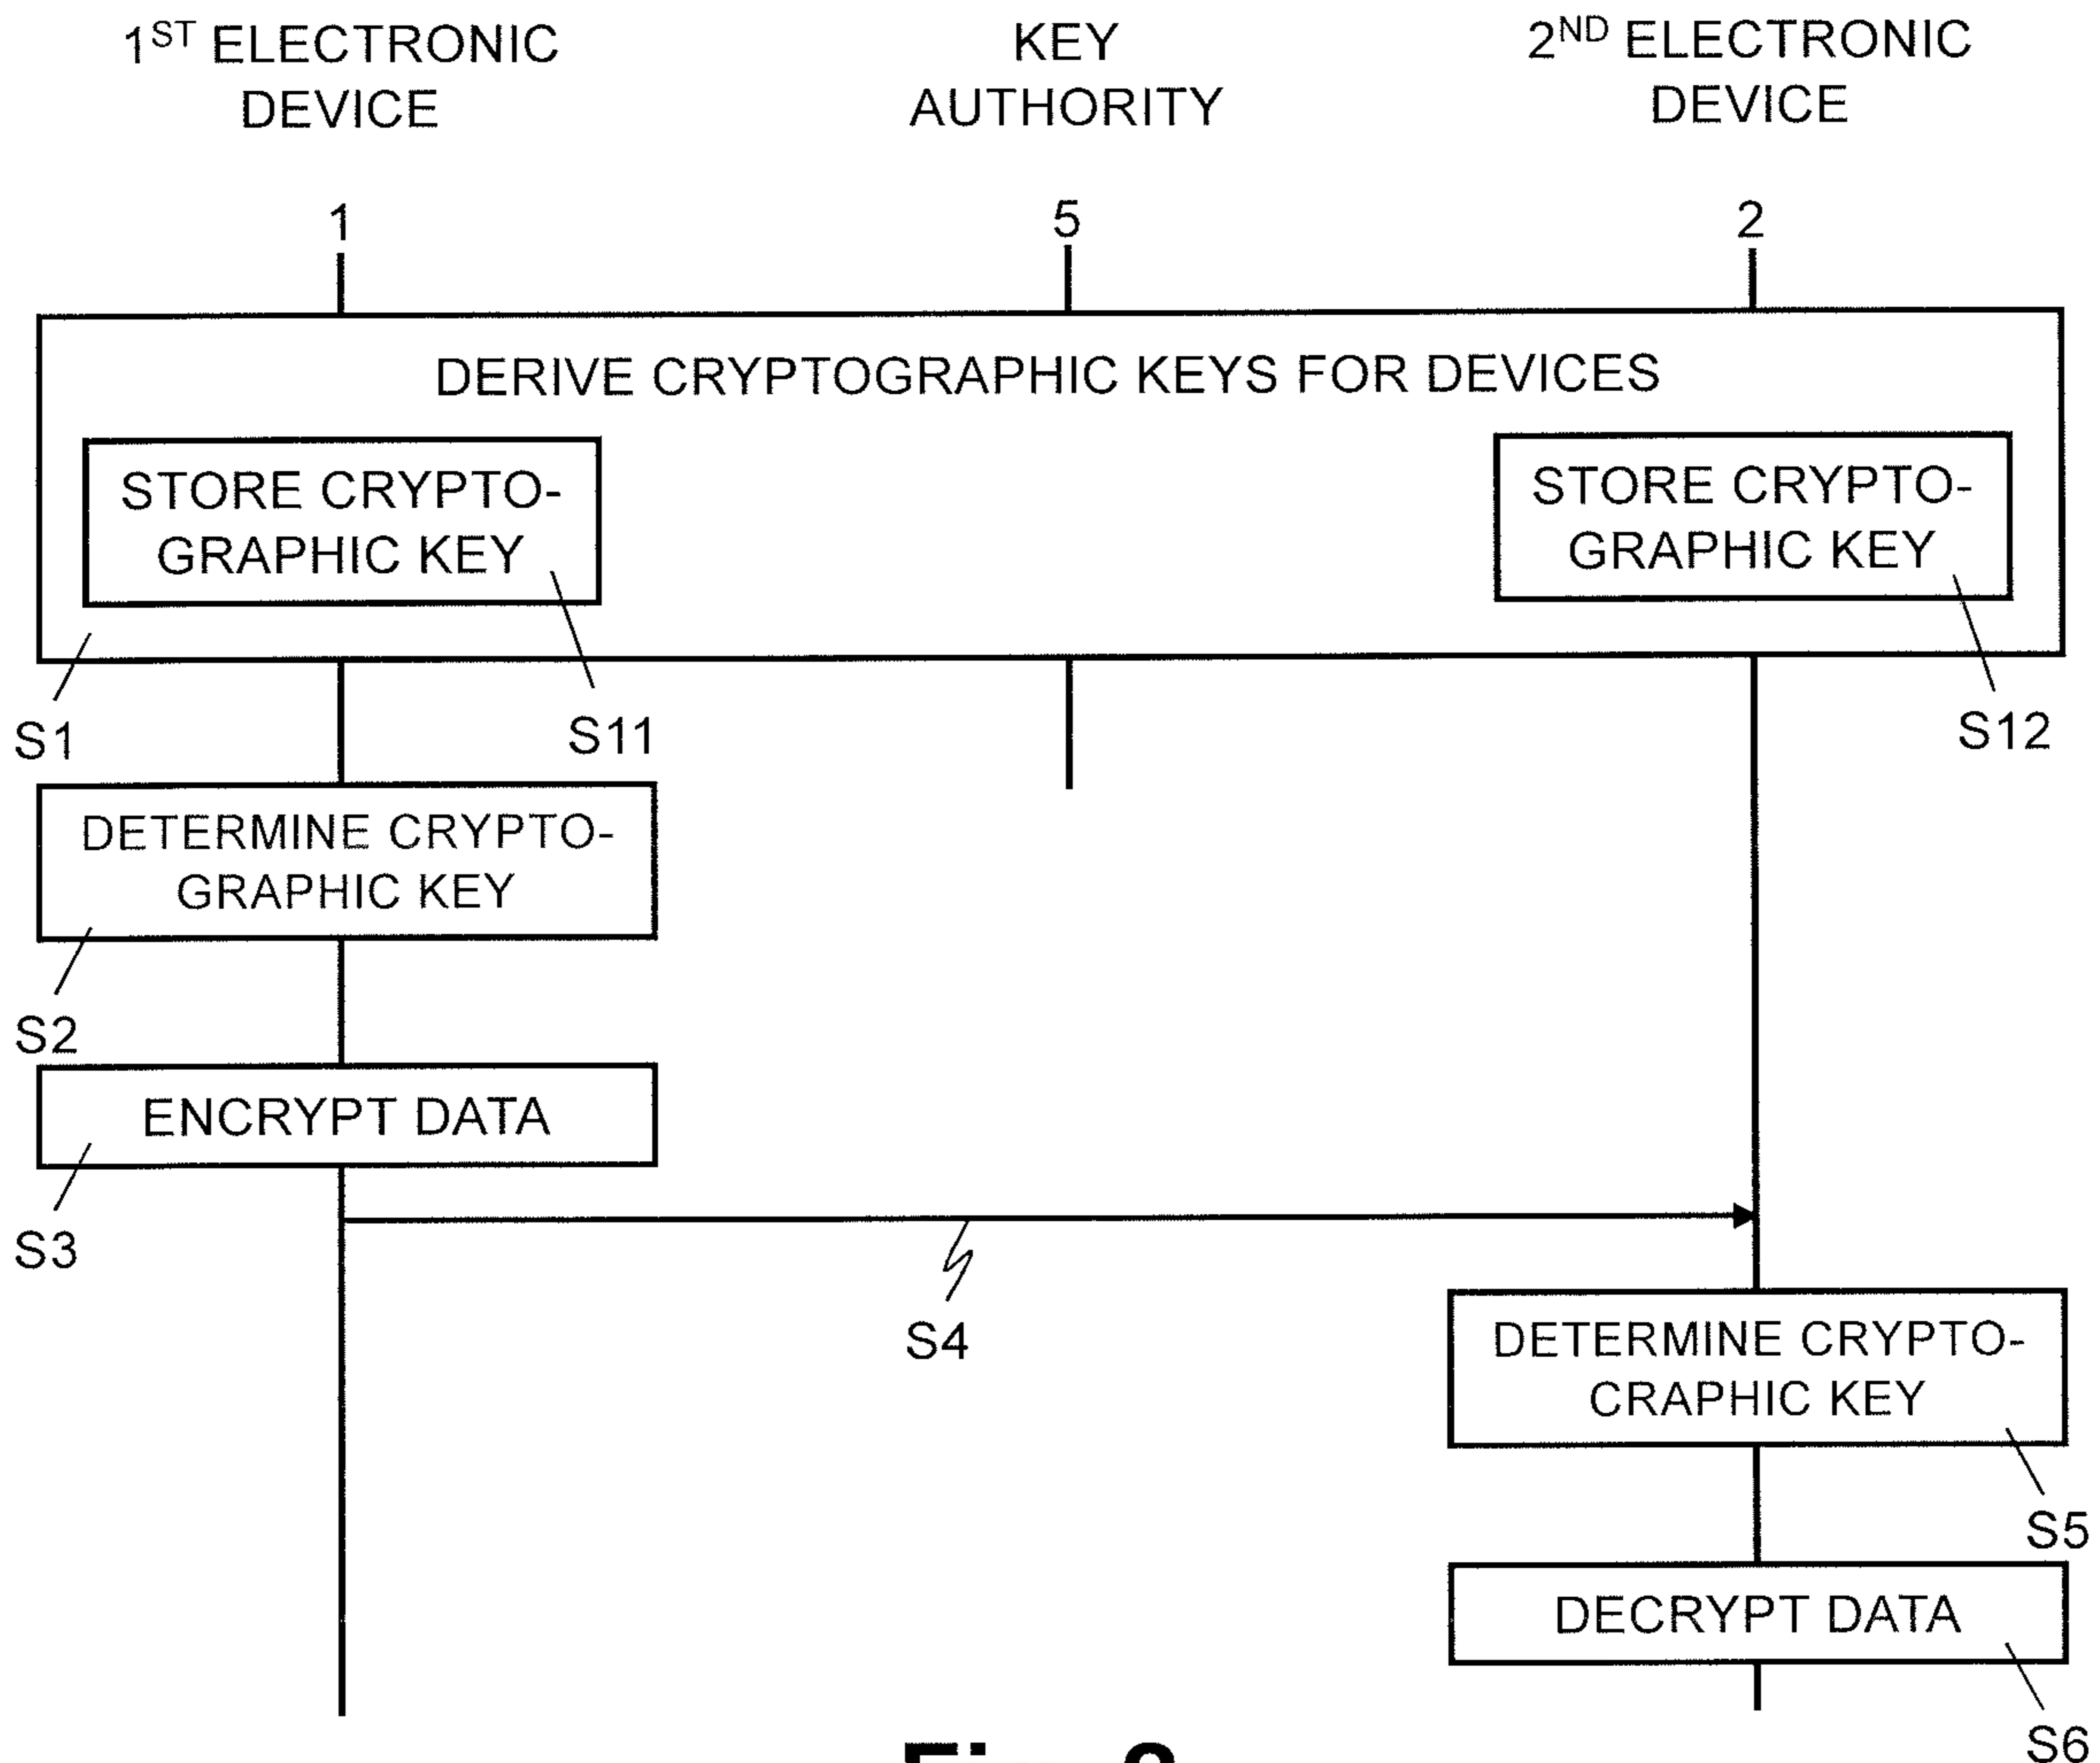 1ST ELECTRONIC
DEVICE
KEY
AUTHORITY
2ND ELECTRONIC
DEVICE
1
5
2
DERIVE CRYPTOGRAPHIC KEYS FOR DEVICES
STORE CRYPTO-
GRAPHIC KEY
STORE CRYPTO-
GRAPHIC KEY
S1
S11
S12
DETERMINE CRYPTO-
GRAPHIC KEY
S2
ENCRYPT DATA
S3
S4
DETERMINE CRYPTO-
CRAPHIC KEY
S5
DECRYPT DATA
S6